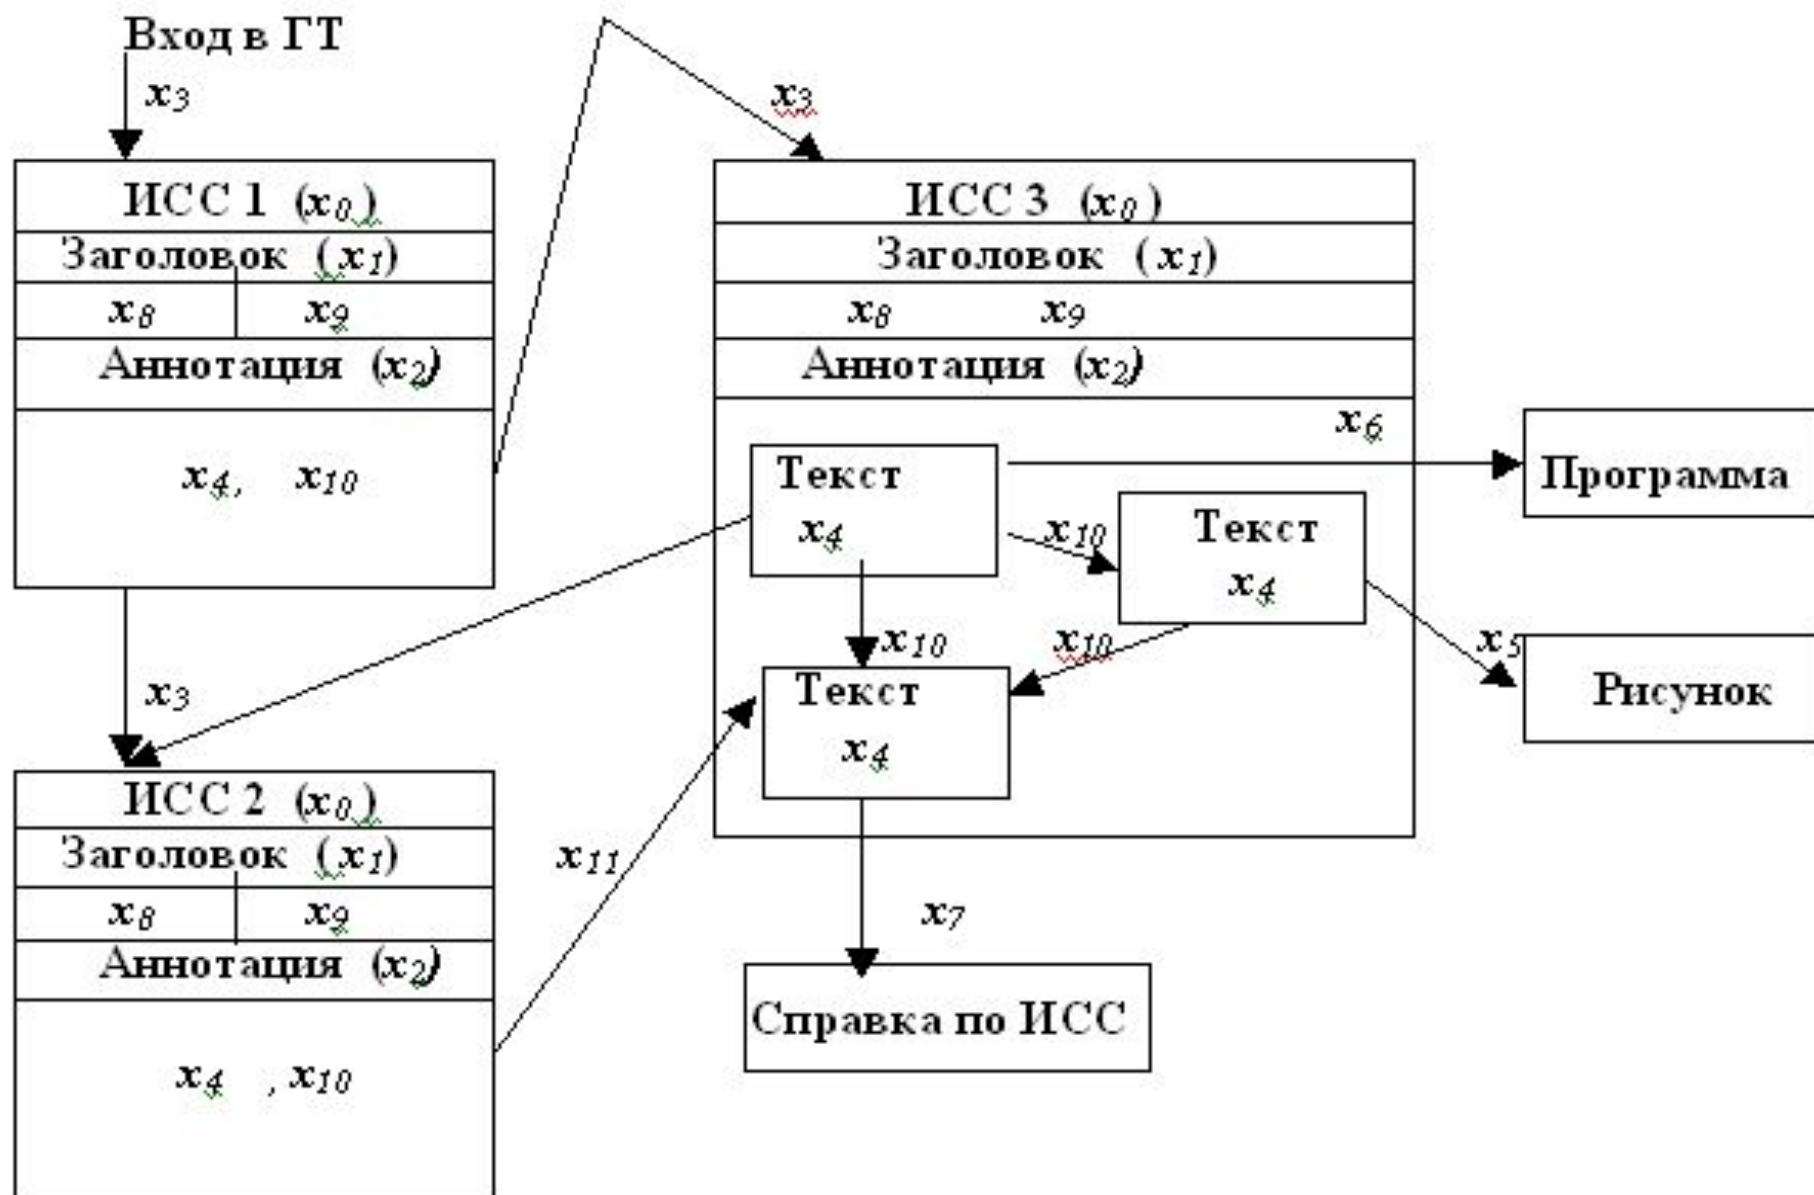 Вход в ГТ
x3
x3
ИСС 1 (x0)
Заголовок ( x1)
x8 x9
Аннотация (x2)
x4, x10
x3
ИСС 2 (x0)
Заголовок ( x1)
x8 x9
Аннотация (x2)
x4 , x10
x11
ИСС 3 (x0 )
Заголовок ( x1)
x8 x9
Аннотация (x2)
x6
Текст
x4
x10
Текст
x4
x10
x10
Текст
x4
x5
x7
Программа
Рисунок
Справка по ИСС